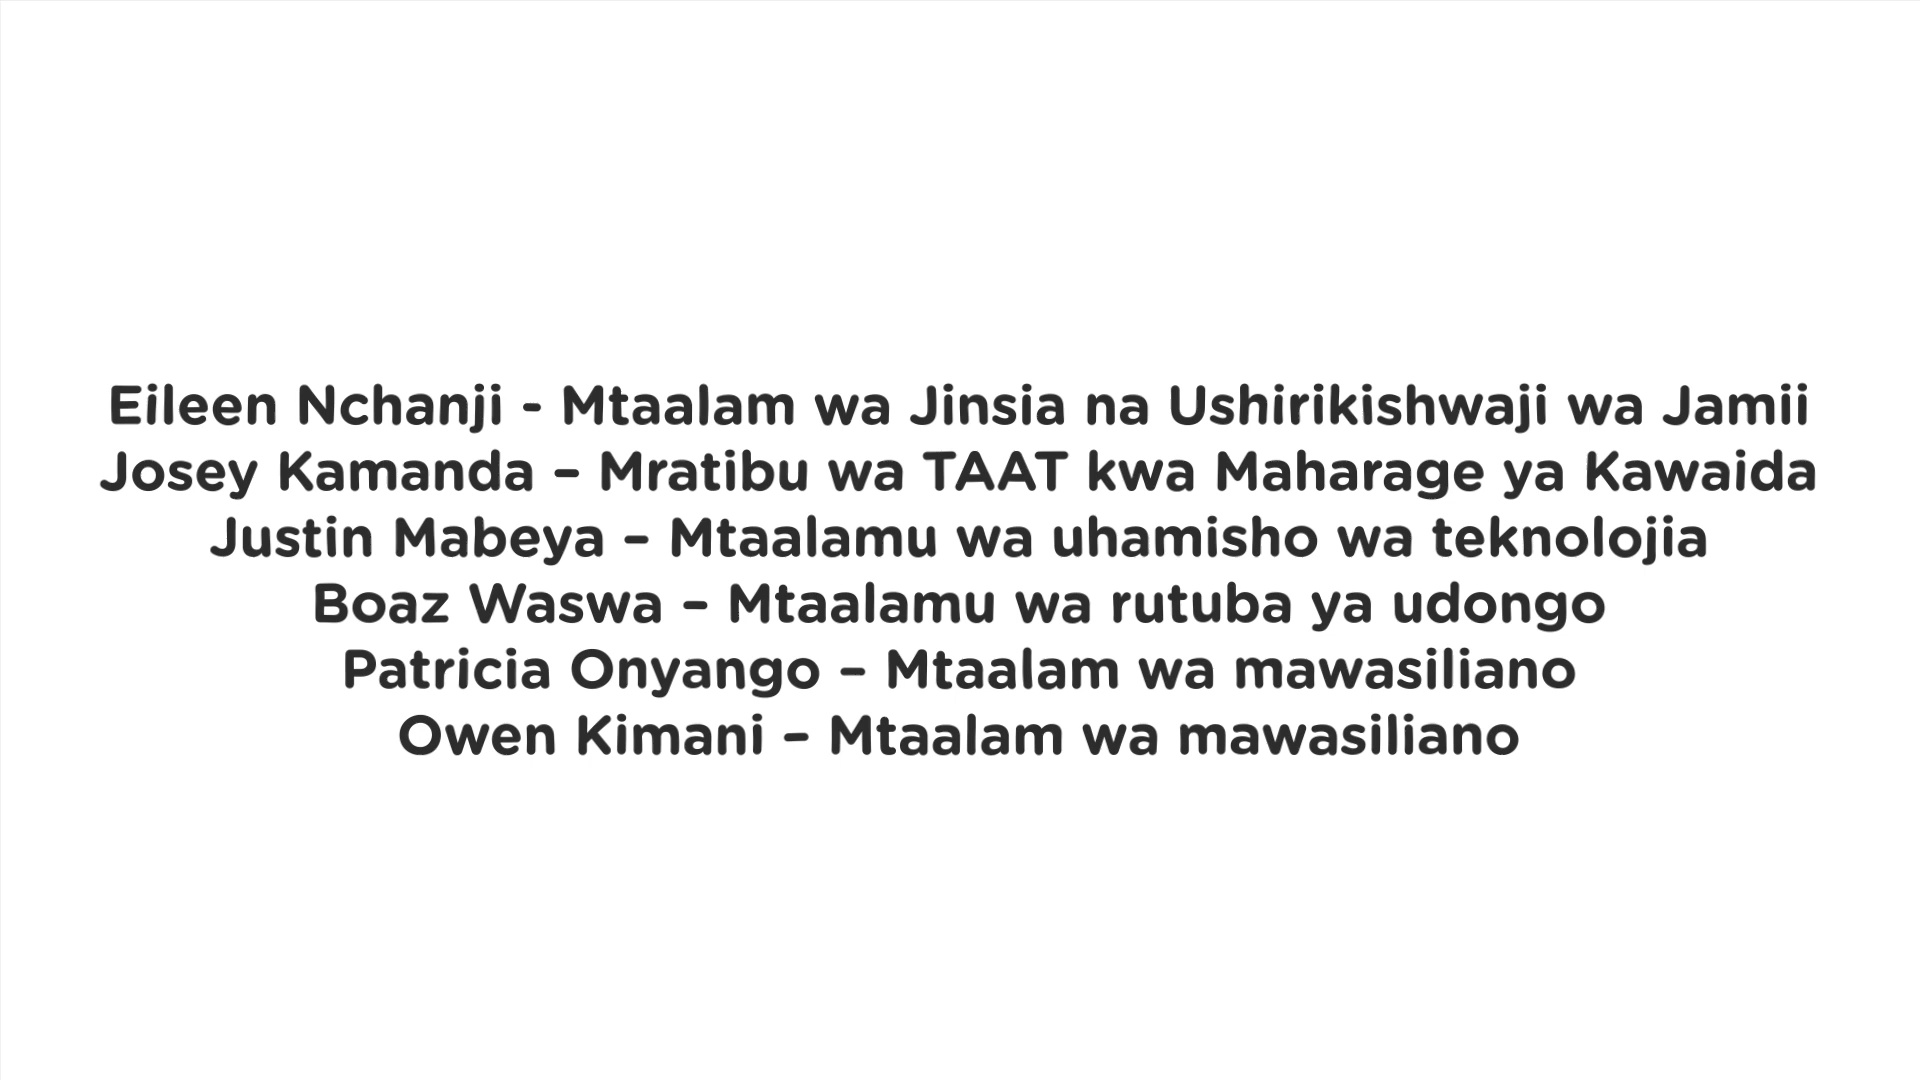 Eileen Nchanji - Mtaalam wa Jinsia na Ushirikishwaji wa Jamii
Josey Kamanda – Mratibu wa TAAT kwa Maharage ya Kawaida
Justin Mabeya – Mtaalamu wa uhamisho wa teknolojia
Boaz Waswa – Mtaalamu wa rutuba ya udongo
Patricia Onyango – Mtaalam wa mawasiliano
Owen Kimani – Mtaalam wa mawasiliano